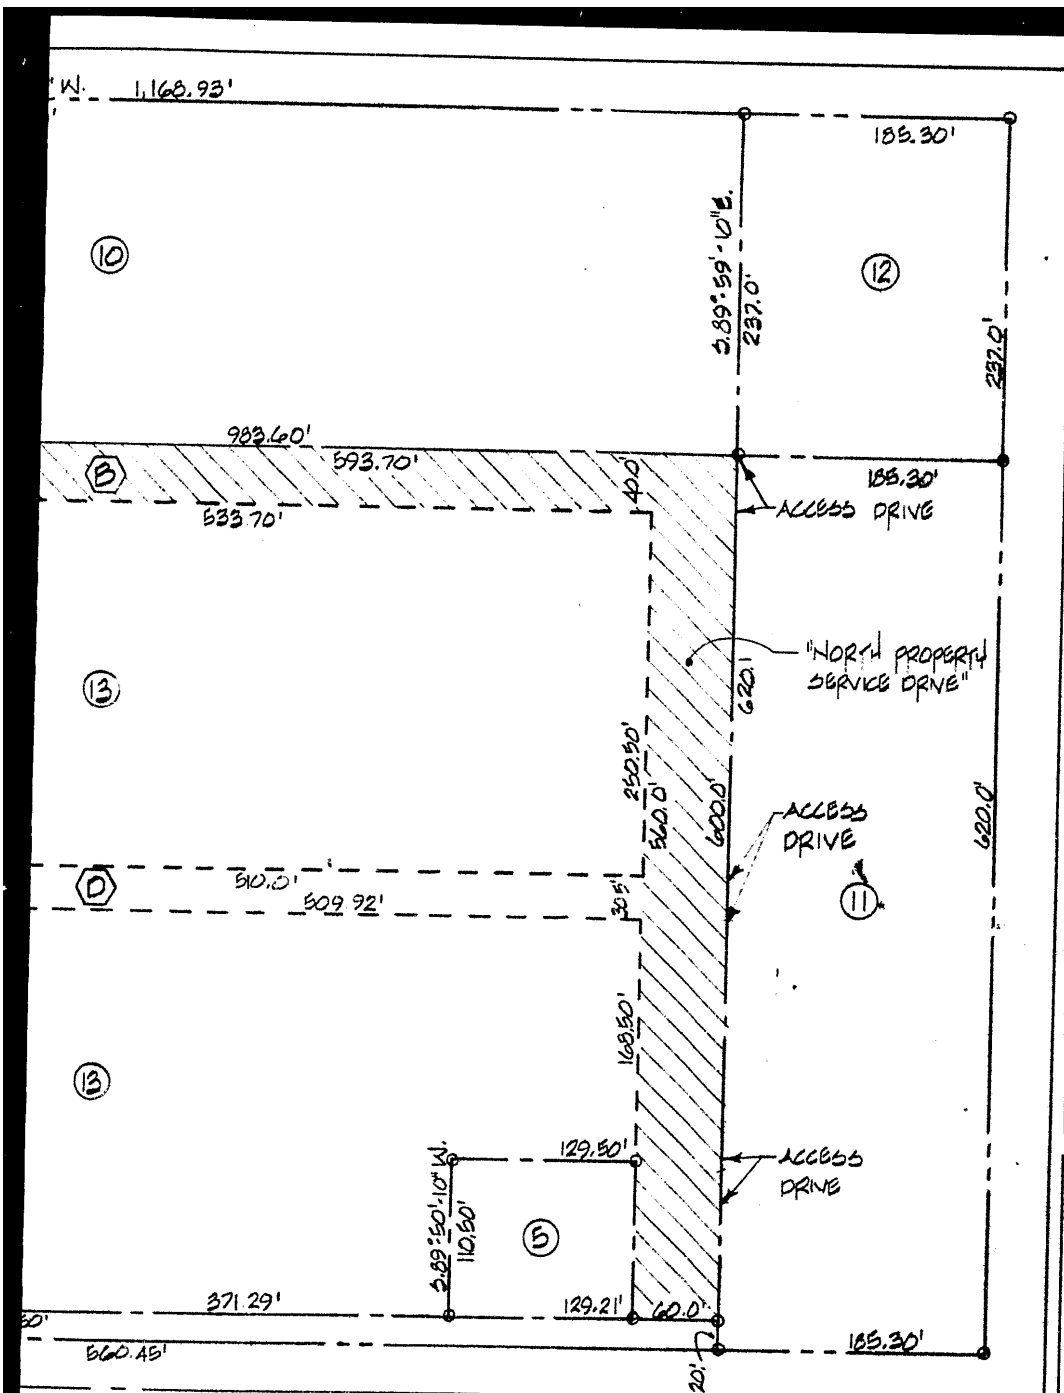 ' W.
1,168.93'
185.30'
S.89°-59'-10"E.
237.0'
10
12
237.0'
983.60'
593.70'
B
40.0'
185.30'
533.70'
ACCESS DRIVE
"NORTH PROPERTY
SERVICE DRIVE"
13
620.1
250.50'
560.0'
600.0'
ACCESS
DRIVE
620.0'
510.0'
D
509.92'
30.5'
11
168.50'
13
S.89°-50'-10"W.
110.50'
129.50'
ACCESS
DRIVE
5
371.29'
129.21'
60.0'
50'
560.45'
20.'
185.30'